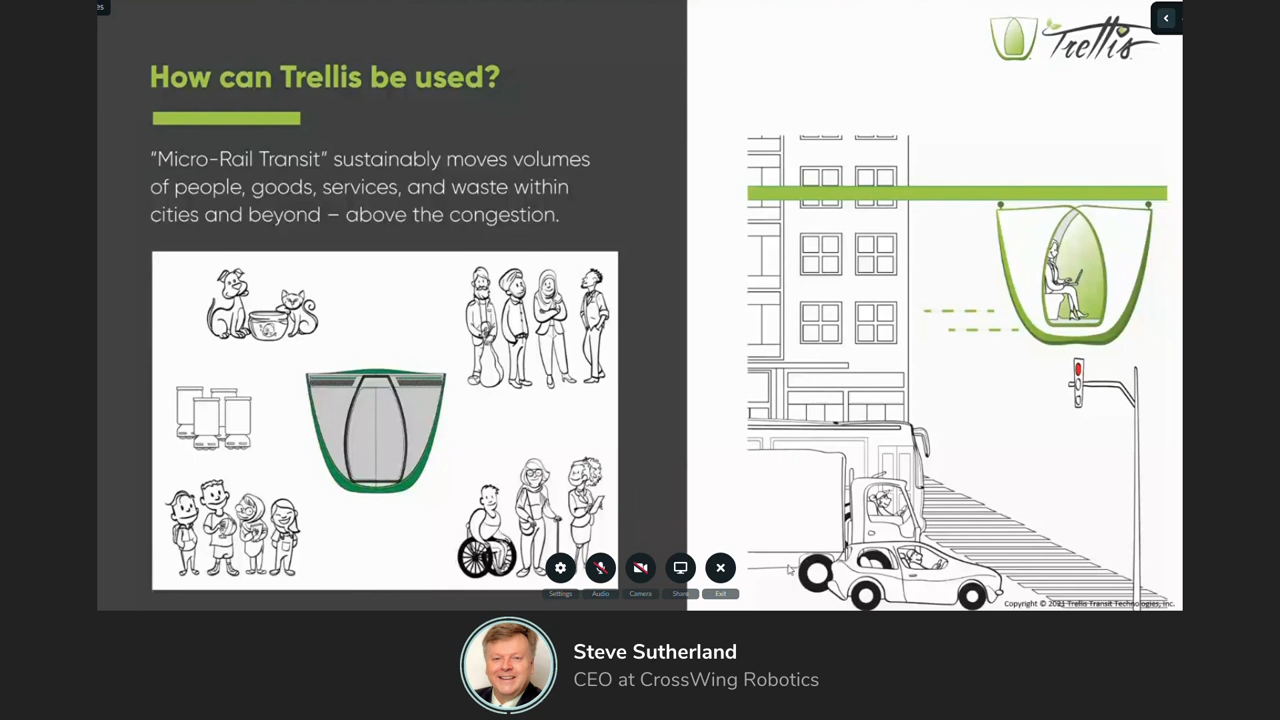 es
Trellis
How can Trellis be used?
"Micro-Rail Transit" sustainably moves volumes
of people, goods, services, and waste within
cities and beyond – above the congestion.
Settings
Audio
Camera
Share
Exit
Copyright © 2021 Trellis Transit Technologies, Inc.
Steve Sutherland
CEO at CrossWing Robotics